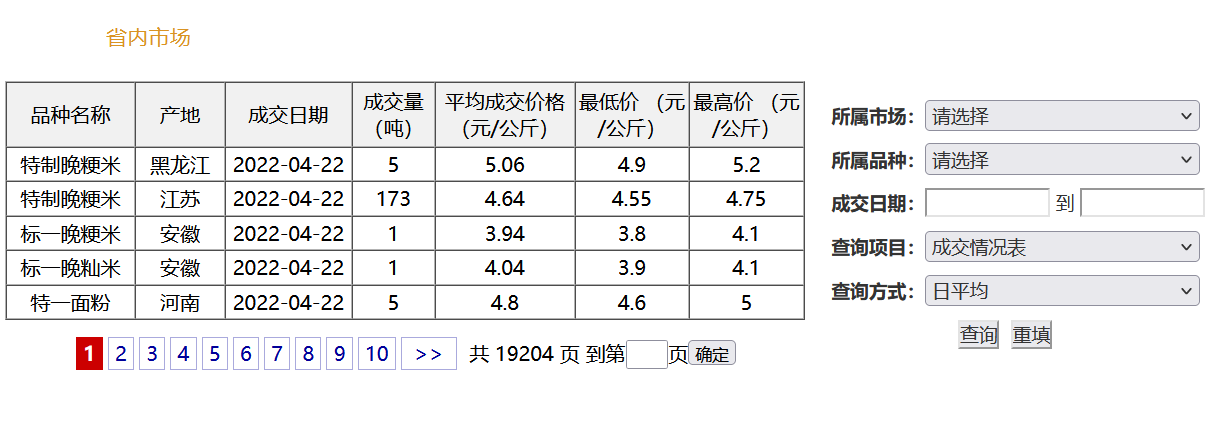 省内市场
品种名称 产地 成交日期 成交量（吨） 平均成交价格（元/公斤） 最低价 （元/公斤） 最高价 （元/公斤）
特制晚粳米 黑龙江 2022-04-22 5 5.06 4.9 5.2
特制晚粳米 江苏 2022-04-22 173 4.64 4.55 4.75
标一晚粳米 安徽 2022-04-22 1 3.94 3.8 4.1
标一晚籼米 安徽 2022-04-22 1 4.04 3.9 4.1
特一面粉 河南 2022-04-22 5 4.8 4.6 5
1 2 3 4 5 6 7 8 9 10 >> 共 19204 页 到第 页 确定
所属市场： 请选择
所属品种： 请选择
成交日期： 到
查询项目： 成交情况表
查询方式： 日平均
查询 重填